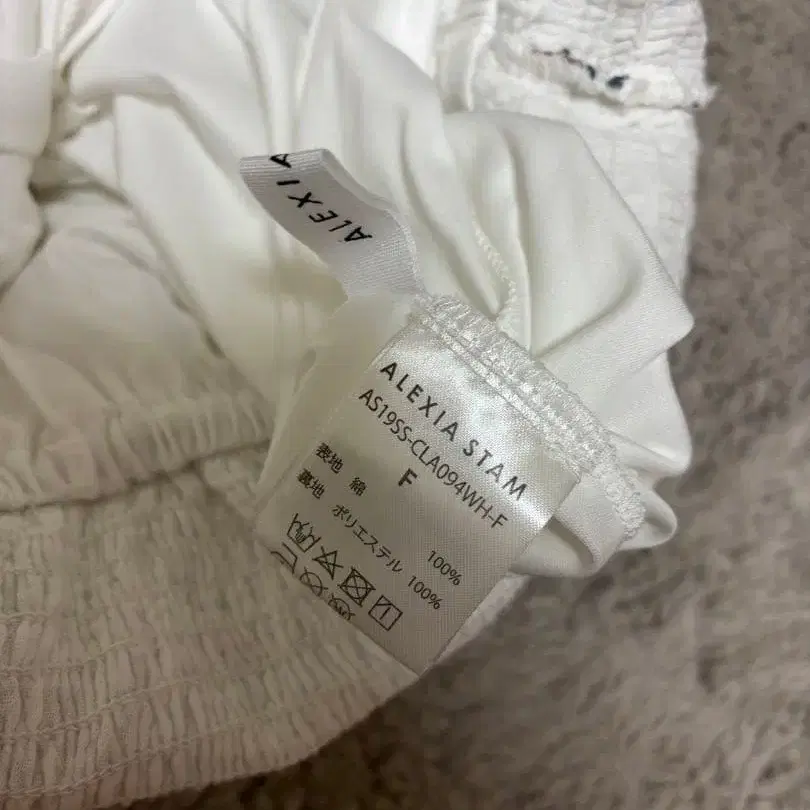 ALEXIA
ALEXIA STAM
AS19SS-CLA094WH-F
F
表地 綿 100%
裏地 ポリエステル 100%